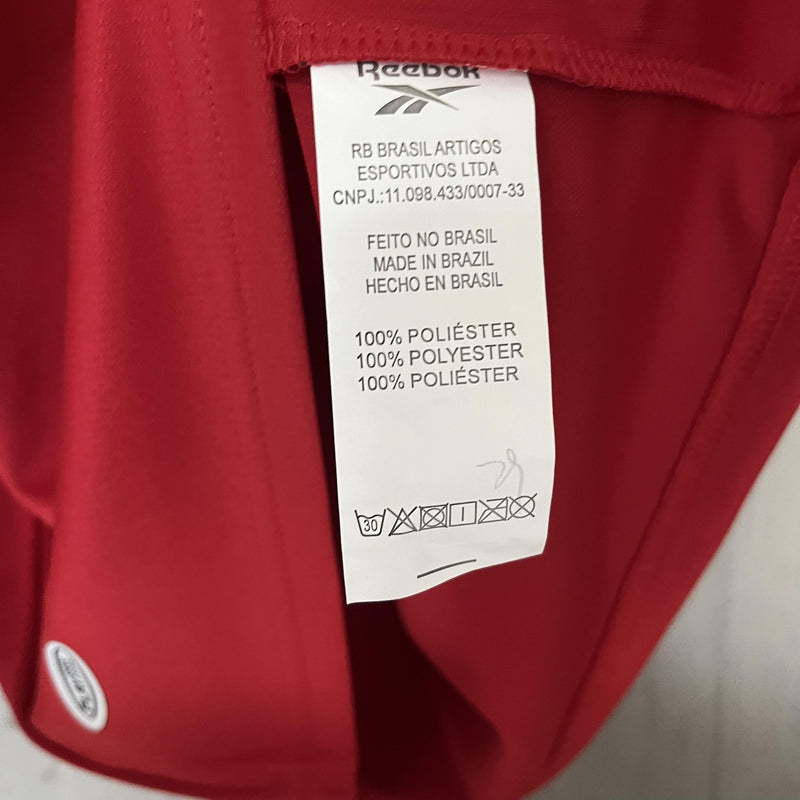 Reebok
RB BRASIL ARTIGOS
ESPORTIVOS LTDA
CNPJ.:11.098.433/0007-33
FEITO NO BRASIL
MADE IN BRAZIL
HECHO EN BRASIL
100% POLIÉSTER
100% POLYESTER
100% POLIÉSTER
30